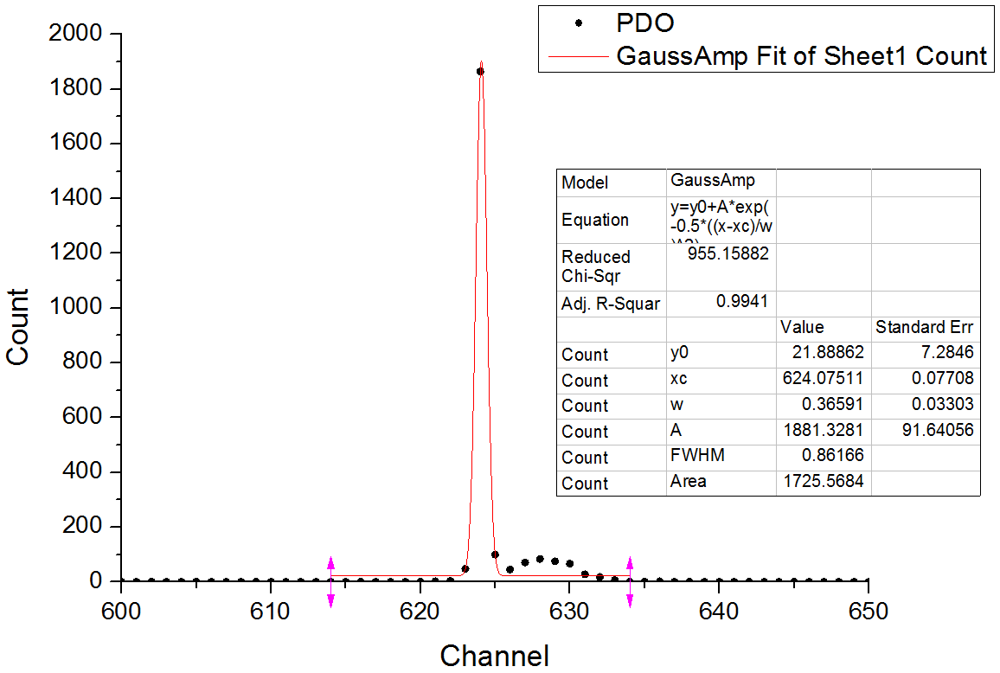 PDO
GaussAmp Fit of Sheet1 Count
2000
1800
1600
1400
1200
1000
800
600
400
200
0
Count
600 610 620 630 640 650
Channel
Model GaussAmp
Equation y=y0+A*exp(
-0.5*((x-xc)/w
Reduced 955.15882
Chi-Sqr
Adj. R-Squar 0.9941
Value Standard Err
Count y0 21.88862 7.2846
Count xc 624.07511 0.07708
Count w 0.36591 0.03303
Count A 1881.3281 91.64056
Count FWHM 0.86166
Count Area 1725.5684